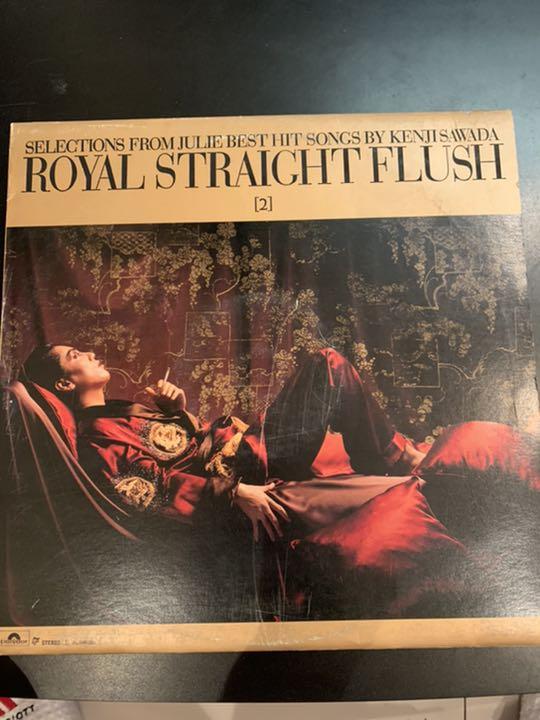 SELECTIONS FROM JULIE BEST HIT SONGS BY KENJI SAWADA
ROYAL STRAIGHT FLUSH
[2]
STEREO